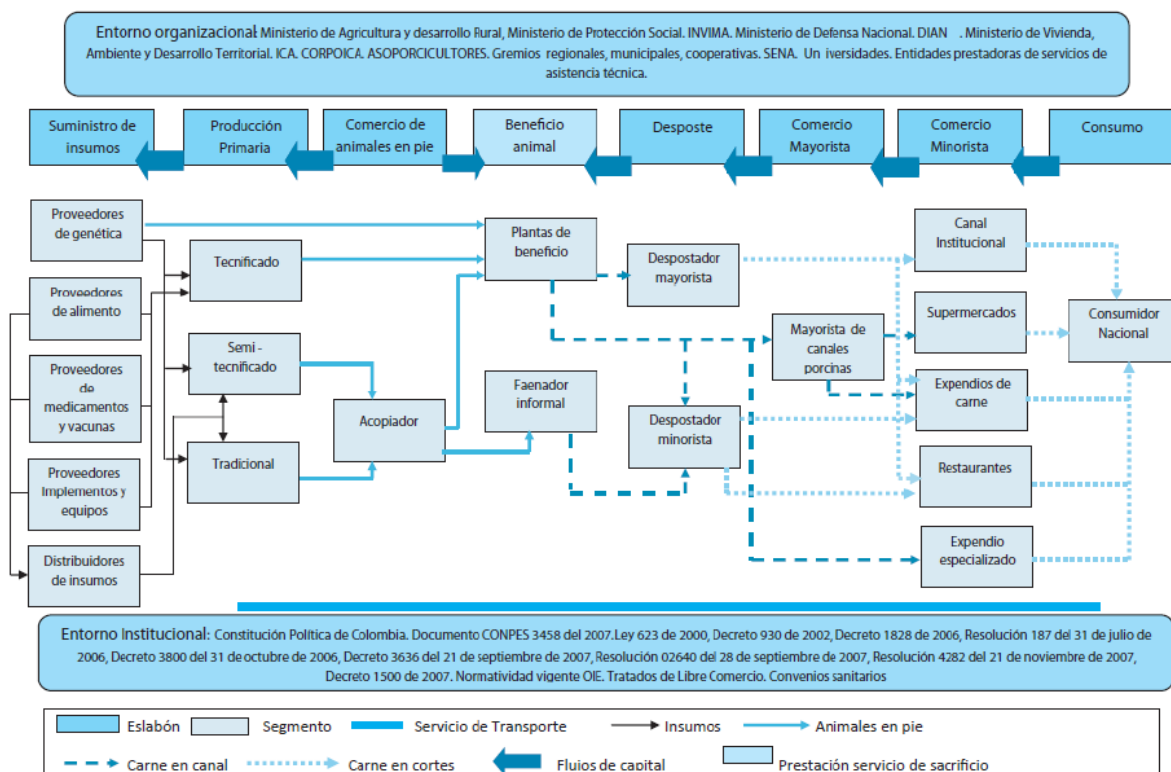 Entorno organizacional: Ministerio de Agricultura y desarrollo Rural, Ministerio de Protección Social. INVIMA. Ministerio de Defensa Nacional. DIAN . Ministerio de Vivienda,
Ambiente y Desarrollo Territorial. ICA. CORPOICA. ASOPORCICULTORES. Gremios regionales, municipales, cooperativas. SENA. Un iversidades. Entidades prestadoras de servicios de
asistencia técnica.
Suministro de
insumos
Producción
Primaria
Comercio de
animales en pie
Beneficio
animal
Desposte
Comercio
Mayorista
Comercio
Minorista
Consumo
Proveedores
de genética
Proveedores
de alimento
Proveedores
de
medicamentos
y vacunas
Proveedores
Implementos y
equipos
Distribuidores
de insumos
Tecnificado
Semi -
tecnificado
Tradicional
Acopiador
Plantas de
beneficio
Faenador
informal
Despostador
mayorista
Despostador
minorista
Mayorista de
canales
porcinas
Canal
Institucional
Supermercados
Expendios de
carne
Restaurantes
Expendio
especializado
Consumidor
Nacional
Entorno Institucional: Constitución Política de Colombia. Documento CONPES 3458 del 2007.Ley 623 de 2000, Decreto 930 de 2002, Decreto 1828 de 2006, Resolución 187 del 31 de julio de
2006, Decreto 3800 del 31 de octubre de 2006, Decreto 3636 del 21 de septiembre de 2007, Resolución 02640 del 28 de septiembre de 2007, Resolución 4282 del 21 de noviembre de 2007,
Decreto 1500 de 2007. Normatividad vigente OIE. Tratados de Libre Comercio. Convenios sanitarios
Eslabón Segmento Servicio de Transporte Insumos Animales en pie
Carne en canal Carne en cortes Flujos de capital Prestación servicio de sacrificio